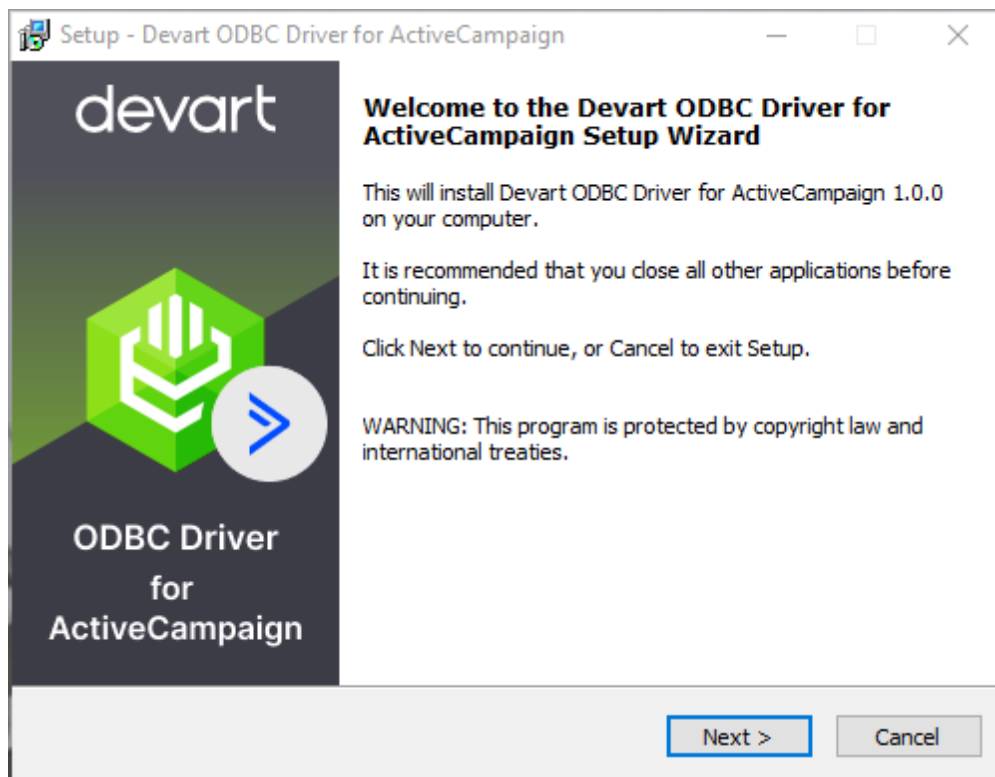 Setup - Devart ODBC Driver for ActiveCampaign
devart
ODBC Driver
for
ActiveCampaign
Welcome to the Devart ODBC Driver for
ActiveCampaign Setup Wizard
This will install Devart ODBC Driver for ActiveCampaign 1.0.0
on your computer.
It is recommended that you close all other applications before
continuing.
Click Next to continue, or Cancel to exit Setup.
WARNING: This program is protected by copyright law and
international treaties.
Next >
Cancel